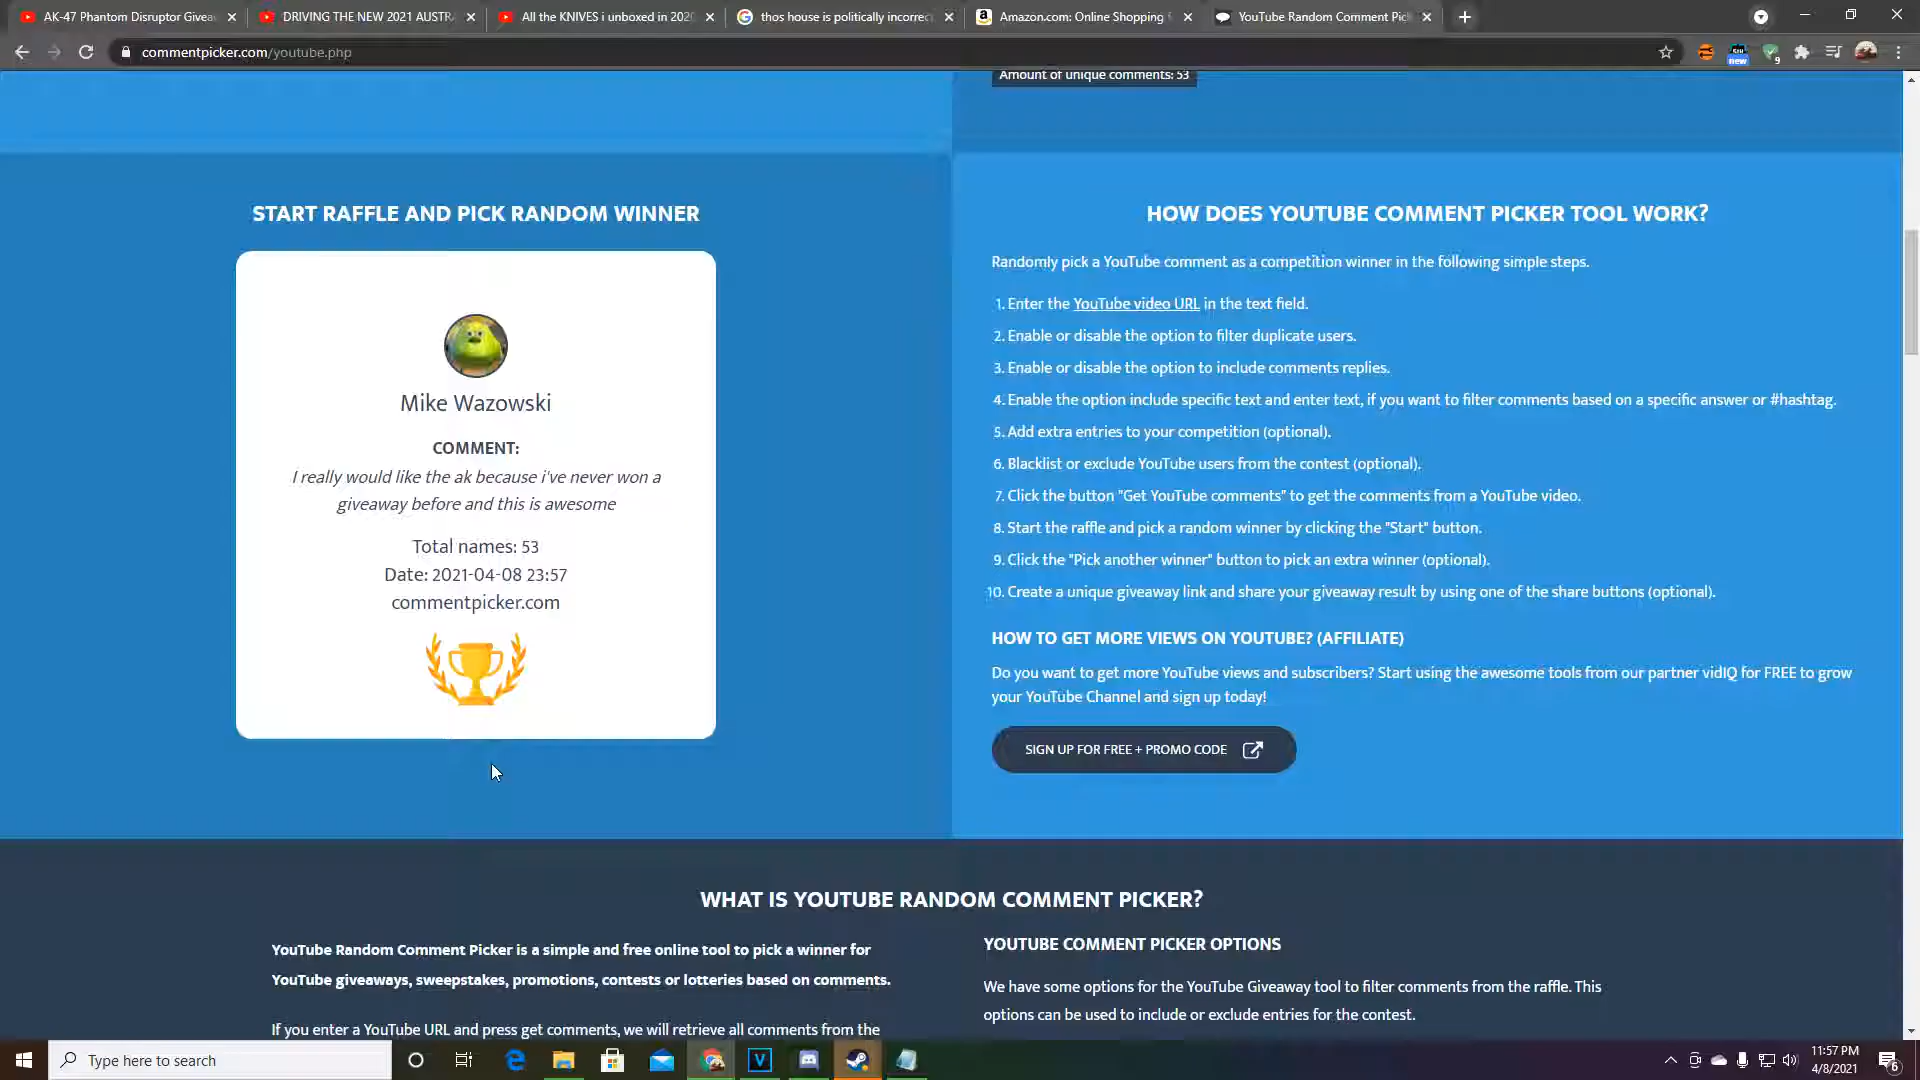 AK-47 Phantom Disruptor Giveaw
DRIVING THE NEW 2021 AUSTRA
All the KNIVES i unboxed in 2020
thos house is politically incorrec
Amazon.com: Online Shopping
YouTube Random Comment Pic
commentpicker.com/youtube.php
new
9
Amount of unique comments: 53
START RAFFLE AND PICK RANDOM WINNER
Mike Wazowski
COMMENT:
I really would like the ak because i've never won a
giveaway before and this is awesome
Total names: 53
Date: 2021-04-08 23:57
commentpicker.com
HOW DOES YOUTUBE COMMENT PICKER TOOL WORK?
Randomly pick a YouTube comment as a competition winner in the following simple steps.
1. Enter the YouTube video URL in the text field.
2. Enable or disable the option to filter duplicate users.
3. Enable or disable the option to include comments replies.
4. Enable the option include specific text and enter text, if you want to filter comments based on a specific answer or #hashtag.
5. Add extra entries to your competition (optional).
6. Blacklist or exclude YouTube users from the contest (optional).
7. Click the button "Get YouTube comments" to get the comments from a YouTube video.
8. Start the raffle and pick a random winner by clicking the "Start" button.
9. Click the "Pick another winner" button to pick an extra winner (optional).
10. Create a unique giveaway link and share your giveaway result by using one of the share buttons (optional).
HOW TO GET MORE VIEWS ON YOUTUBE? (AFFILIATE)
Do you want to get more YouTube views and subscribers? Start using the awesome tools from our partner vidIQ for FREE to grow
your YouTube Channel and sign up today!
SIGN UP FOR FREE + PROMO CODE
WHAT IS YOUTUBE RANDOM COMMENT PICKER?
YouTube Random Comment Picker is a simple and free online tool to pick a winner for
YouTube giveaways, sweepstakes, promotions, contests or lotteries based on comments.
If you enter a YouTube URL and press get comments, we will retrieve all comments from the
YOUTUBE COMMENT PICKER OPTIONS
We have some options for the YouTube Giveaway tool to filter comments from the raffle. This
options can be used to include or exclude entries for the contest.
Type here to search
11:57 PM
4/8/2021
6